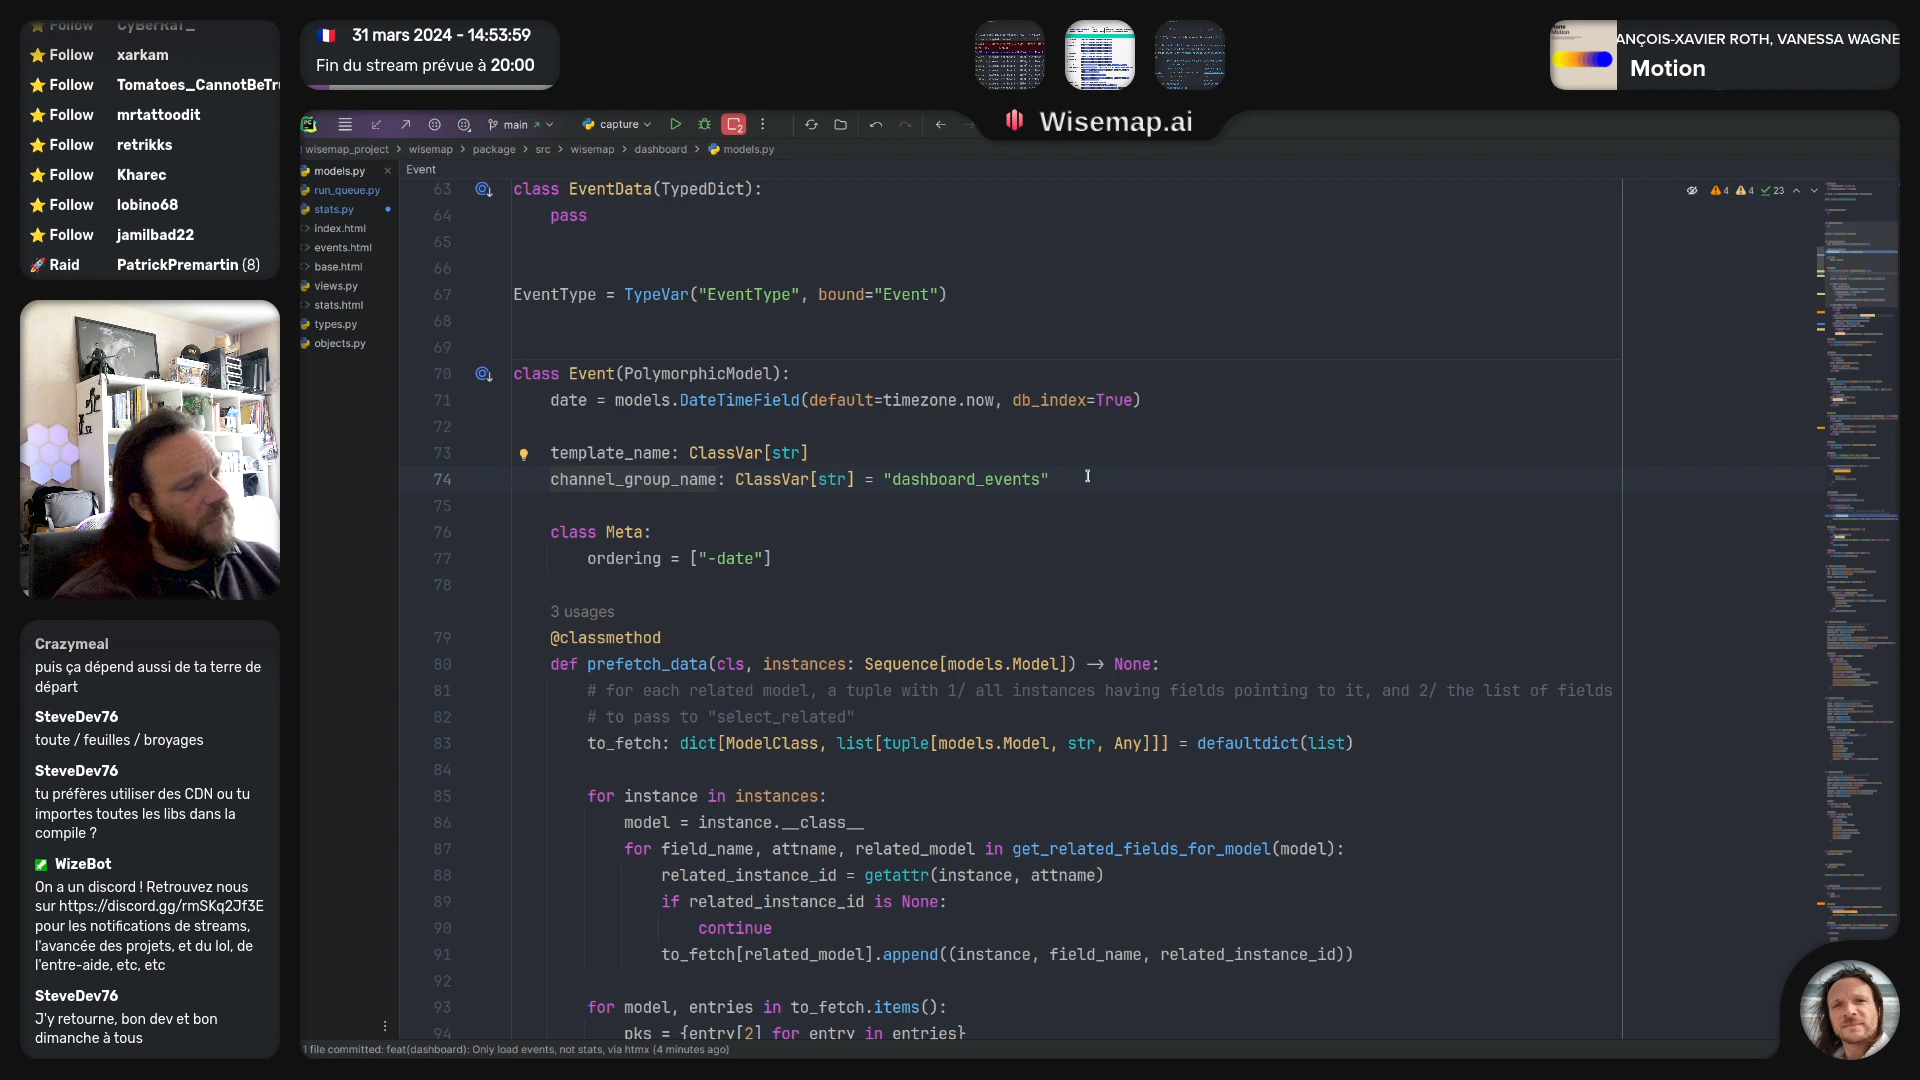 Follow CyBerRaT_
Follow xarkam
Follow Tomatoes_CannotBeTr
Follow mrtattoodit
Follow retrikks
Follow Kharec
Follow lobino68
Follow jamilbad22
Raid PatrickPremartin (8)
31 mars 2024 - 14:53:59
Fin du stream prévue à 20:00
ANÇOIS-XAVIER ROTH, VANESSA WAGNE
Motion
main
capture
2
Wisemap.ai
wisemap_project > wisemap > package > src > wisemap > dashboard > models.py
models.py
run_queue.py
stats.py
index.html
events.html
base.html
views.py
stats.html
types.py
objects.py
Event
4 4 23
63 class EventData(TypedDict):
64 pass
65
66
67 EventType = TypeVar("EventType", bound="Event")
68
69
70 class Event(PolymorphicModel):
71 date = models.DateTimeField(default=timezone.now, db_index=True)
72
73 template_name: ClassVar[str]
74 channel_group_name: ClassVar[str] = "dashboard_events"
75
76 class Meta:
77 ordering = ["-date"]
78
3 usages
79 @classmethod
80 def prefetch_data(cls, instances: Sequence[models.Model]) -> None:
81 # for each related model, a tuple with 1/ all instances having fields pointing to it, and 2/ the list of fields
82 # to pass to "select_related"
83 to_fetch: dict[ModelClass, list[tuple[models.Model, str, Any]]] = defaultdict(list)
84
85 for instance in instances:
86 model = instance.__class__
87 for field_name, attname, related_model in get_related_fields_for_model(model):
88 related_instance_id = getattr(instance, attname)
89 if related_instance_id is None:
90 continue
91 to_fetch[related_model].append((instance, field_name, related_instance_id))
92
93 for model, entries in to_fetch.items():
94 pks = {entry[2] for entry in entries}
1 file committed: feat(dashboard): Only load events, not stats, via htmx (4 minutes ago)
Crazymeal
puis ça dépend aussi de ta terre de
départ
SteveDev76
toute / feuilles / broyages
SteveDev76
tu préfères utiliser des CDN ou tu
importes toutes les libs dans la
compile ?
WizeBot
On a un discord ! Retrouvez nous
sur https://discord.gg/rmSKq2Jf3E
pour les notifications de streams,
l'avancée des projets, et du lol, de
l'entre-aide, etc, etc
SteveDev76
J'y retourne, bon dev et bon
dimanche à tous